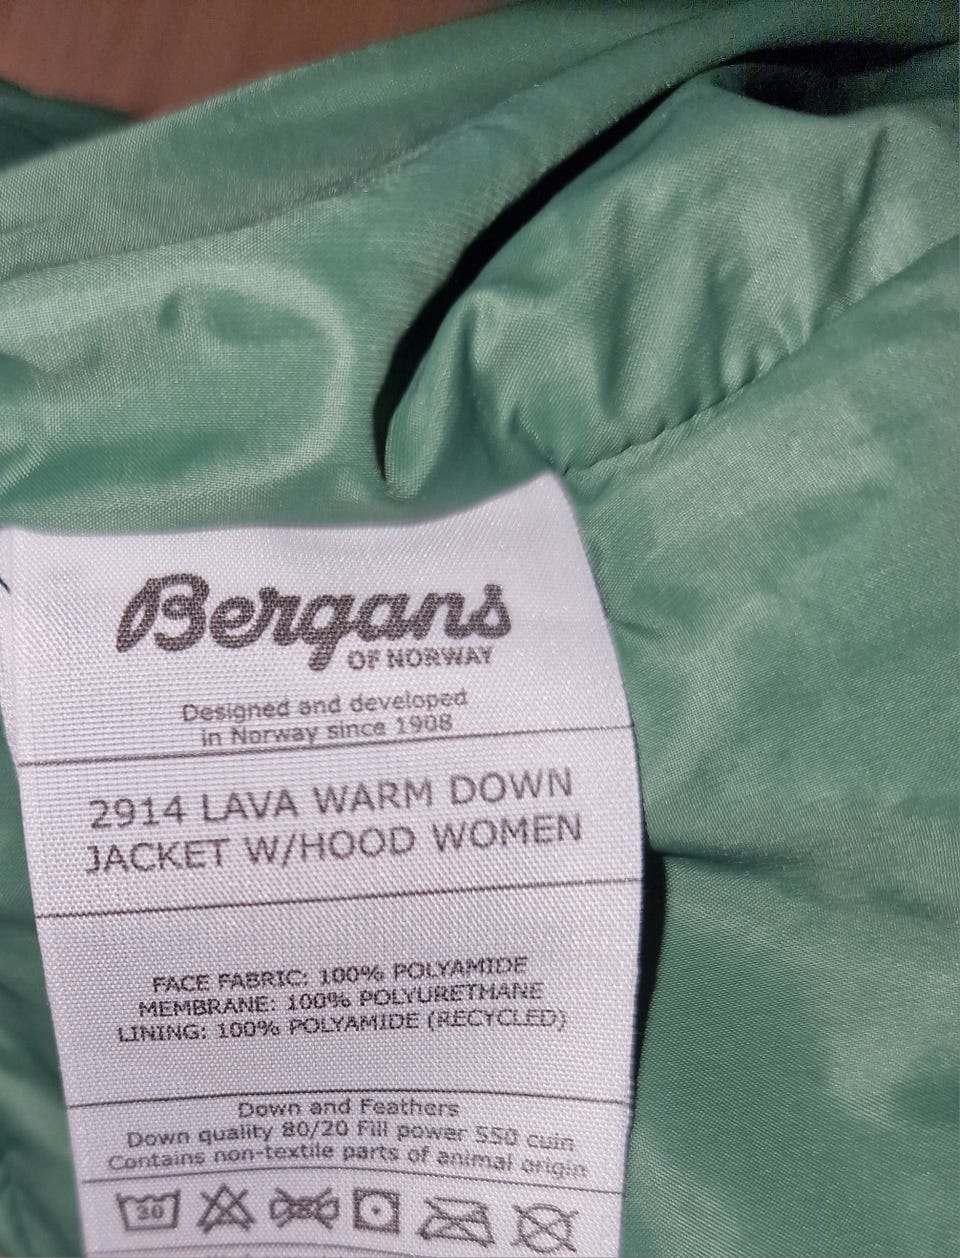 Bergans
OF NORWAY
Designed and developed
in Norway since 1908
2914 LAVA WARM DOWN
JACKET W/HOOD WOMEN
FACE FABRIC: 100% POLYAMIDE
MEMBRANE: 100% POLYURETHANE
LINING: 100% POLYAMIDE (RECYCLED)
Down and Feathers
Down quality 80/20 Fill power 550 cuin
Contains non-textile parts of animal origin
30